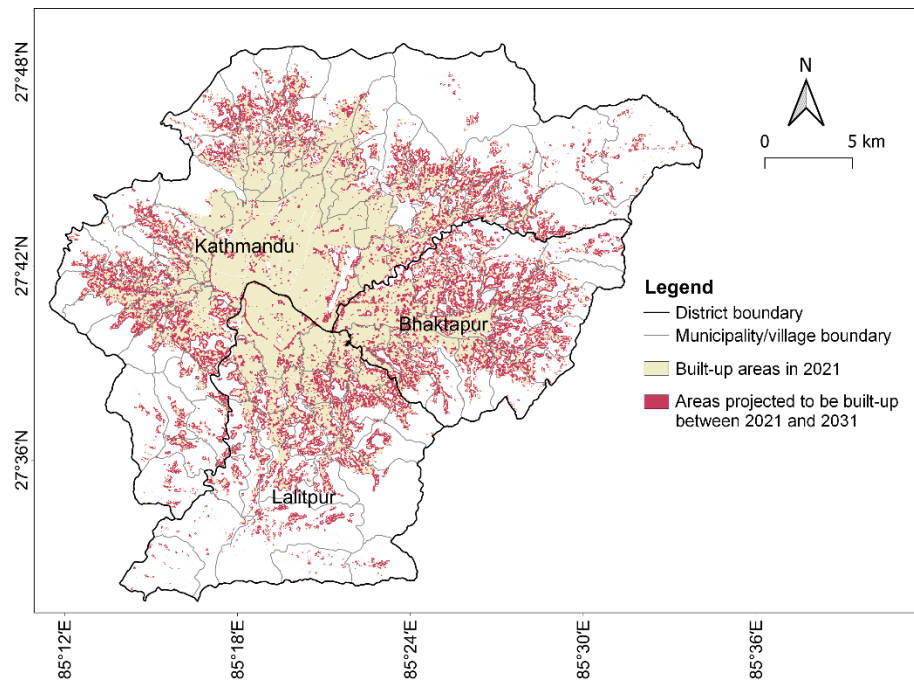 27°48'N
27°42'N
27°36'N
N
0 5 km
Kathmandu
Bhaktapur
Lalitpur
Legend
District boundary
Municipality/village boundary
Built-up areas in 2021
Areas projected to be built-up
between 2021 and 2031
85°12'E
85°18'E
85°24'E
85°30'E
85°36'E